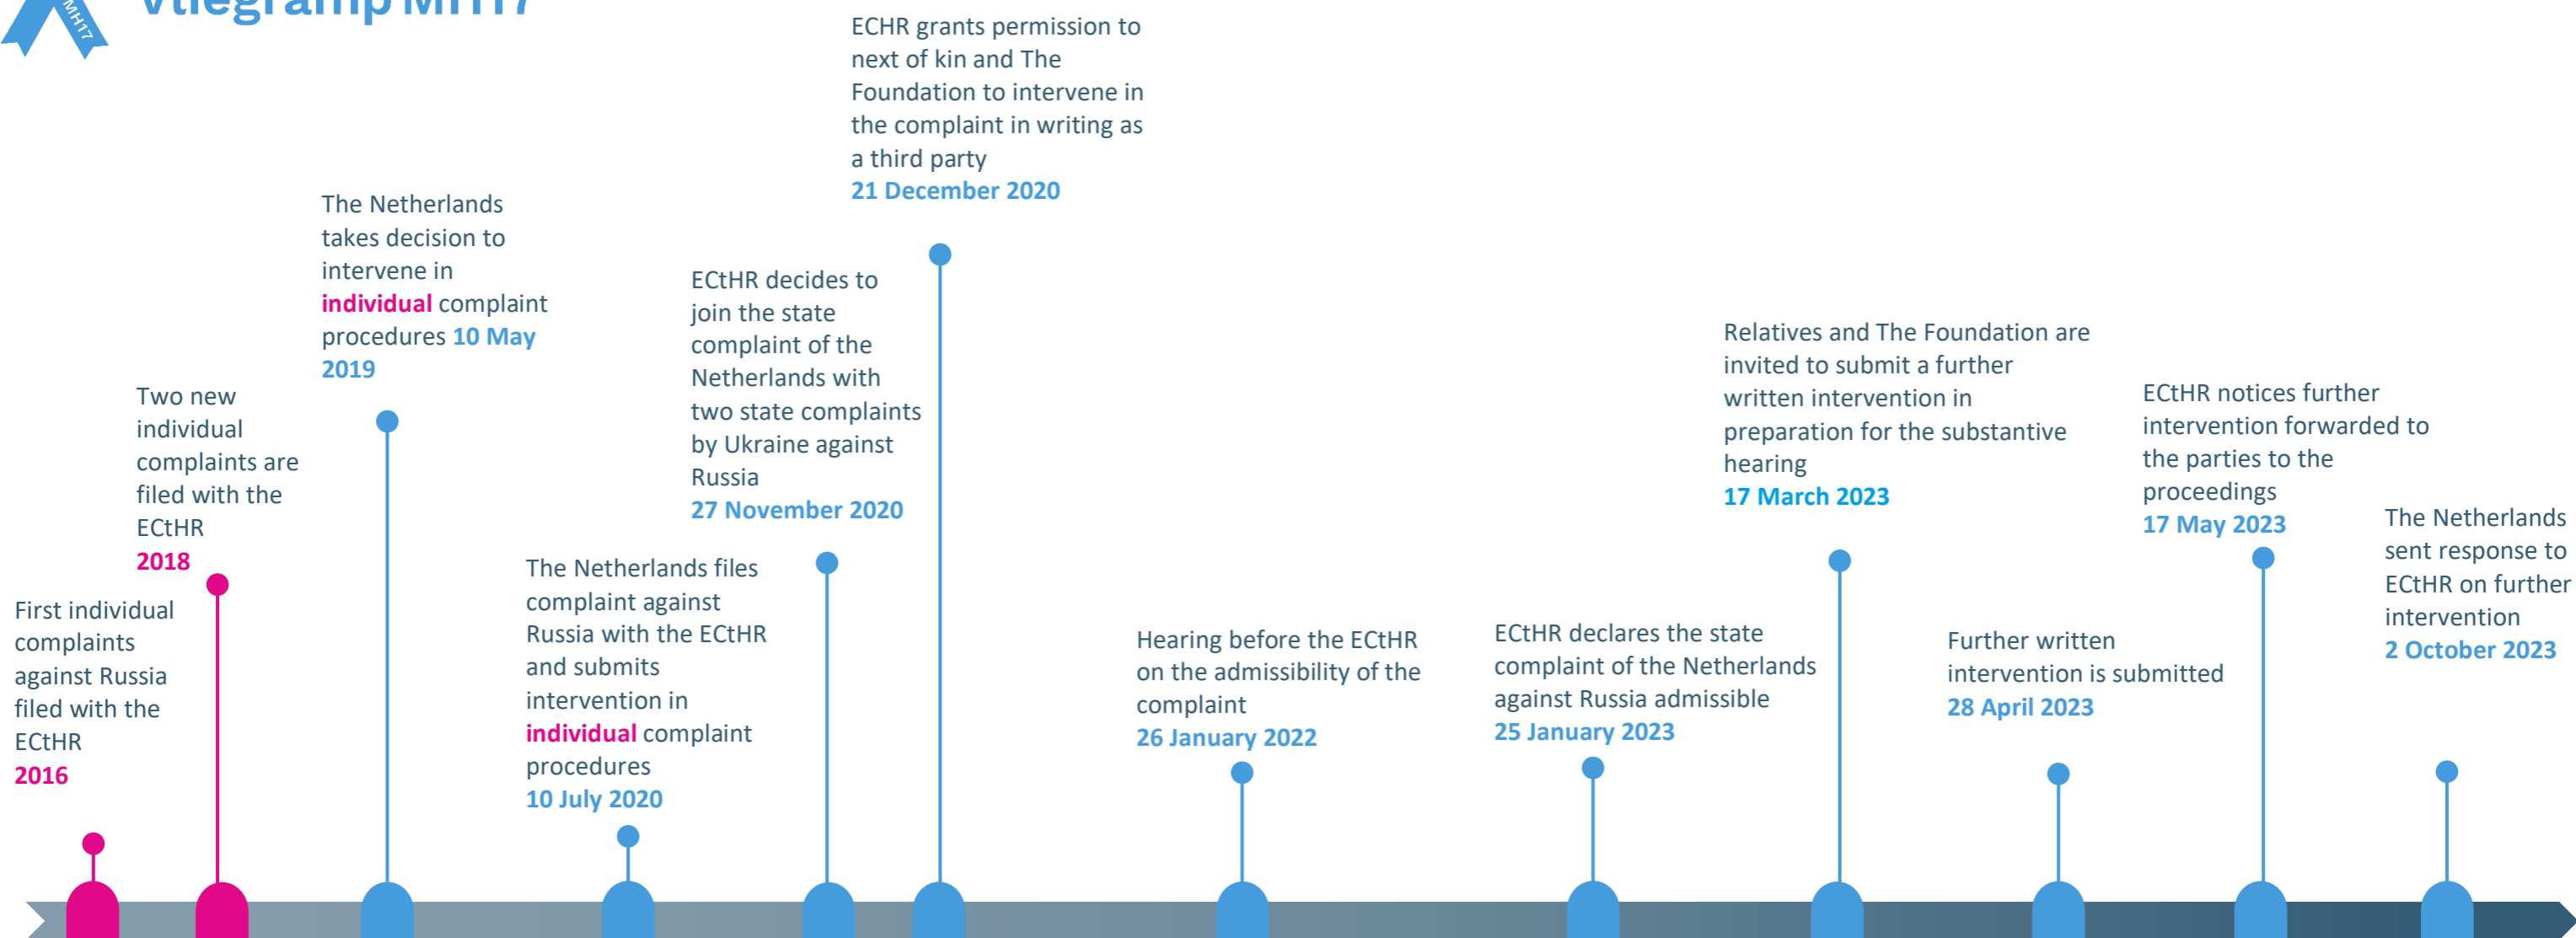 MH17
Vliegramp MH17
First individual
complaints
against Russia
filed with the
ECtHR
2016
Two new
individual
complaints are
filed with the
ECtHR
2018
The Netherlands
takes decision to
intervene in
individual complaint
procedures 10 May
2019
The Netherlands files
complaint against
Russia with the ECtHR
and submits
intervention in
individual complaint
procedures
10 July 2020
ECtHR decides to
join the state
complaint of the
Netherlands with
two state complaints
by Ukraine against
Russia
27 November 2020
ECHR grants permission to
next of kin and The
Foundation to intervene in
the complaint in writing as
a third party
21 December 2020
Hearing before the ECtHR
on the admissibility of the
complaint
26 January 2022
ECtHR declares the state
complaint of the Netherlands
against Russia admissible
25 January 2023
Relatives and The Foundation are
invited to submit a further
written intervention in
preparation for the substantive
hearing
17 March 2023
Further written
intervention is submitted
28 April 2023
ECtHR notices further
intervention forwarded to
the parties to the
proceedings
17 May 2023
The Netherlands
sent response to
ECtHR on further
intervention
2 October 2023